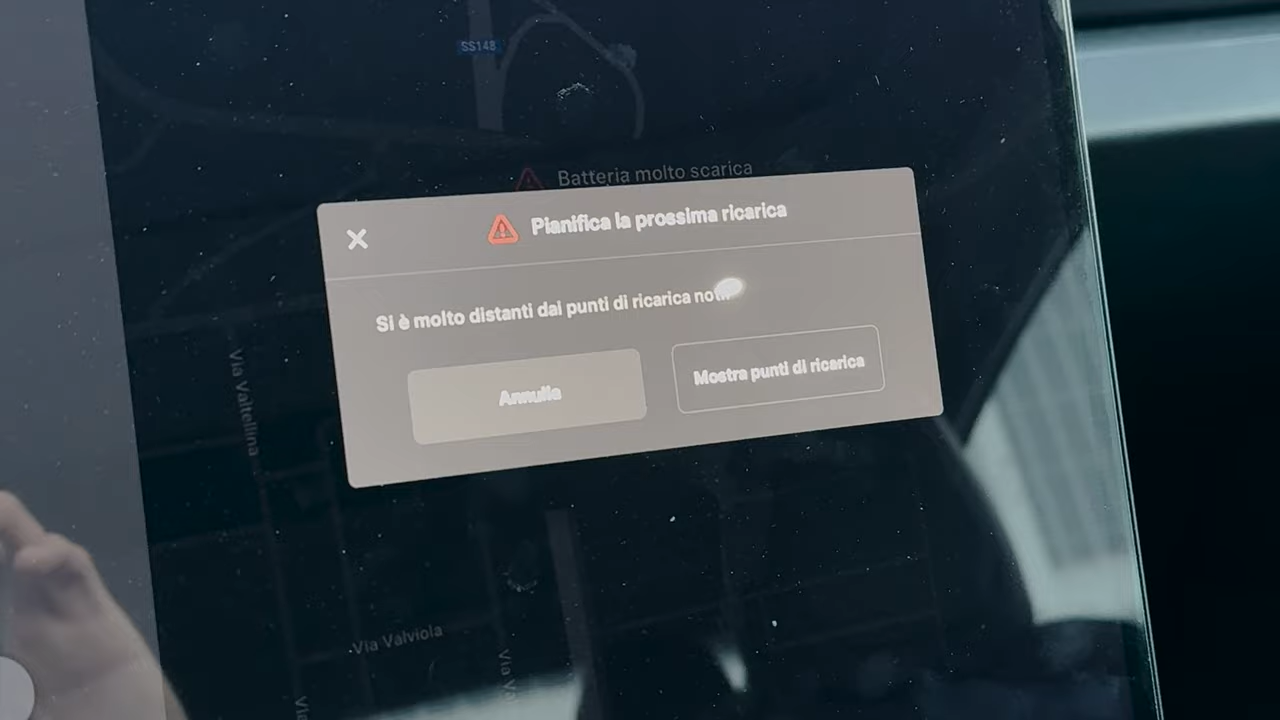 SS148
Batteria molto scarica
Pianifica la prossima ricarica
Si è molto distanti dai punti di ricarica
Annulla
Mostra punti di ricarica
Via Valtellina
Via Valviola
Via